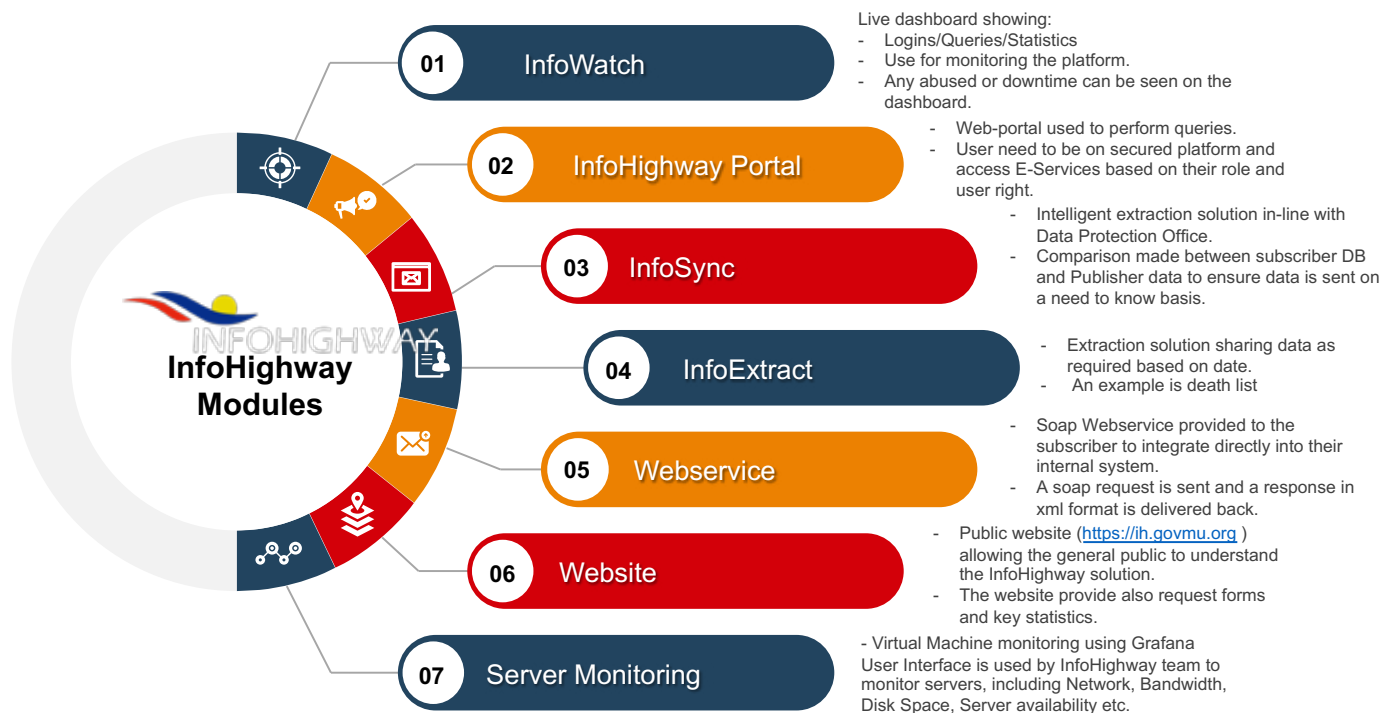 01
InfoWatch
Live dashboard showing:
- Logins/Queries/Statistics
- Use for monitoring the platform.
- Any abused or downtime can be seen on the
dashboard.
02
InfoHighway Portal
- Web-portal used to perform queries.
- User need to be on secured platform and
access E-Services based on their role and
user right.
03
InfoSync
- Intelligent extraction solution in-line with
Data Protection Office.
- Comparison made between subscriber DB
and Publisher data to ensure data is sent on
a need to know basis.
INFOHIGHWAY
InfoHighway
Modules
04
InfoExtract
- Extraction solution sharing data as
required based on date.
- An example is death list
05
Webservice
- Soap Webservice provided to the
subscriber to integrate directly into their
internal system.
- A soap request is sent and a response in
xml format is delivered back.
06
Website
- Public website (https://ih.govmu.org )
allowing the general public to understand
the InfoHighway solution.
- The website provide also request forms
and key statistics.
07
Server Monitoring
- Virtual Machine monitoring using Grafana
User Interface is used by InfoHighway team to
monitor servers, including Network, Bandwidth,
Disk Space, Server availability etc.